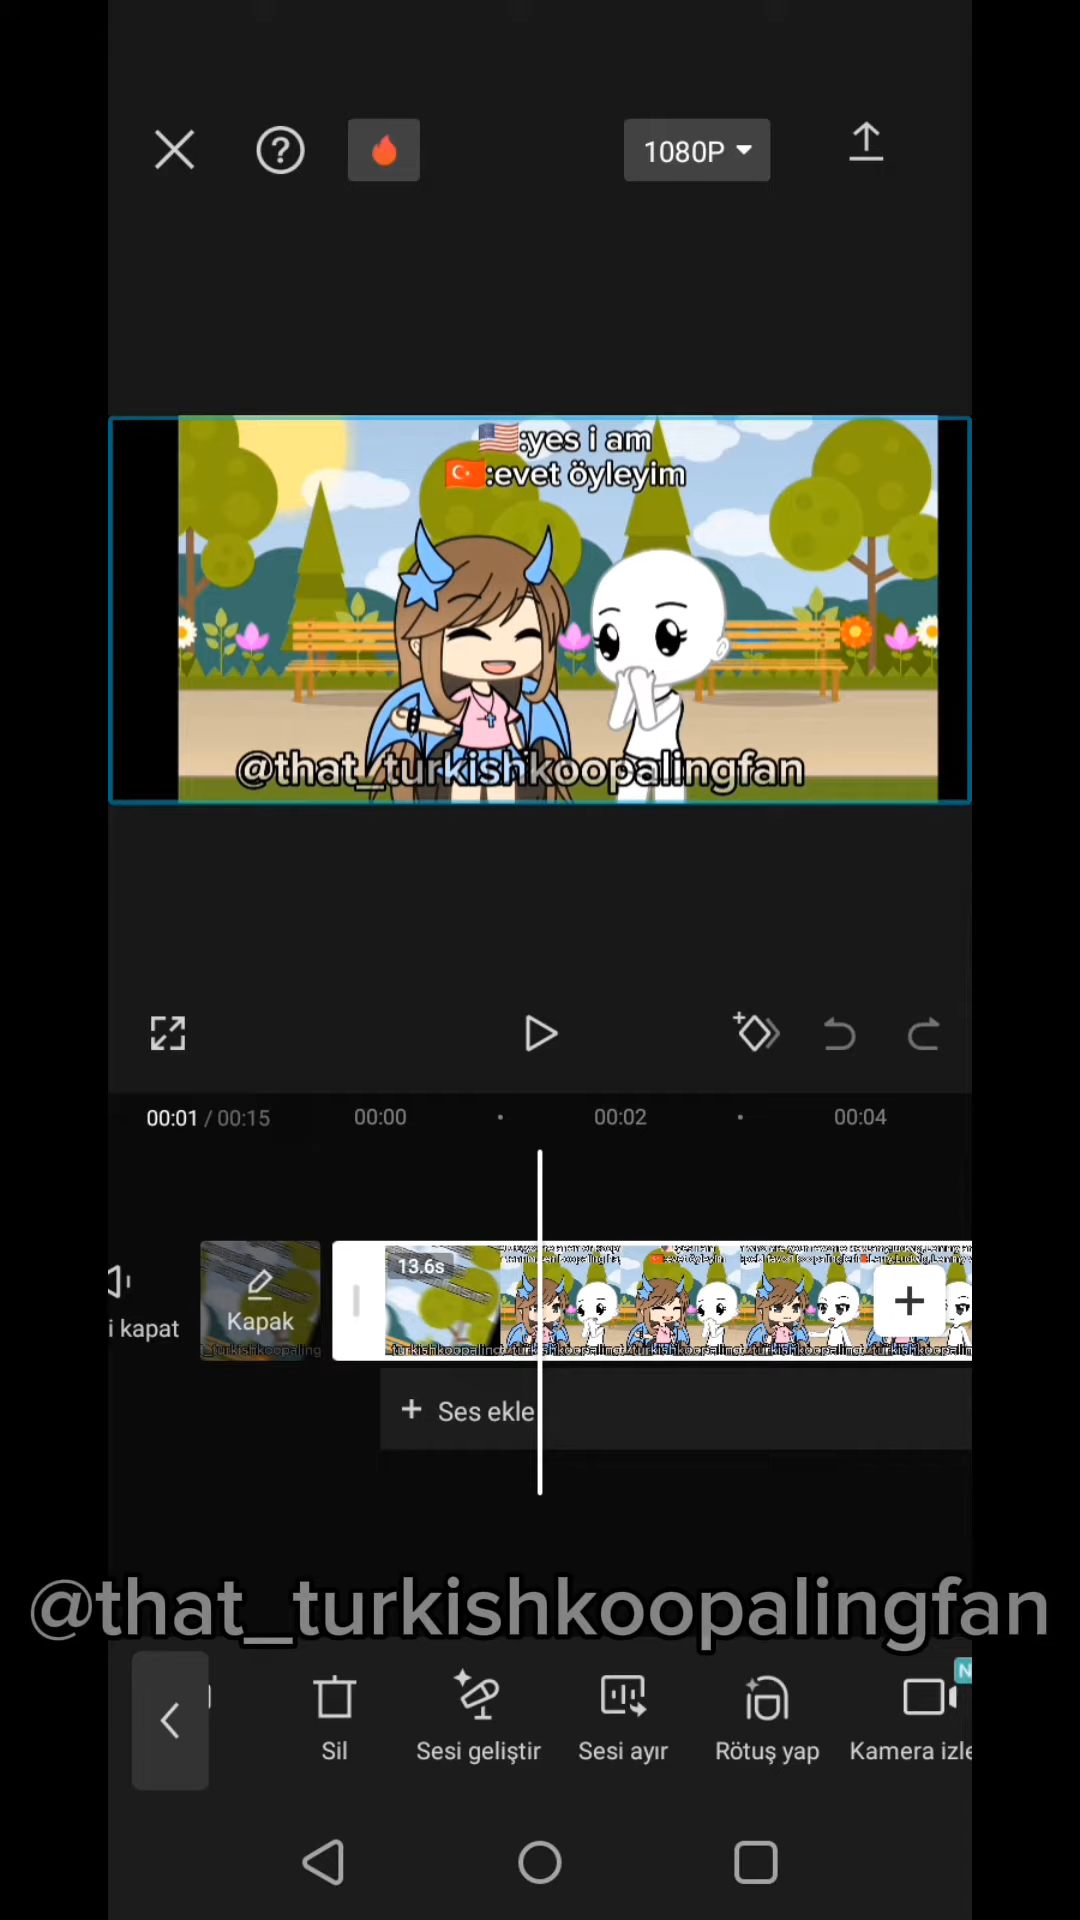 1080P
🇺🇸:yes i am
🇹🇷:evet öyleyim
@that_turkishkoopalingfan
00:01 / 00:15
00:00
00:02
00:04
13.6s
i kapat
Kapak
+ Ses ekle
@that_turkishkoopalingfan
N
Sil
Sesi geliştir
Sesi ayır
Rötuş yap
Kamera izle